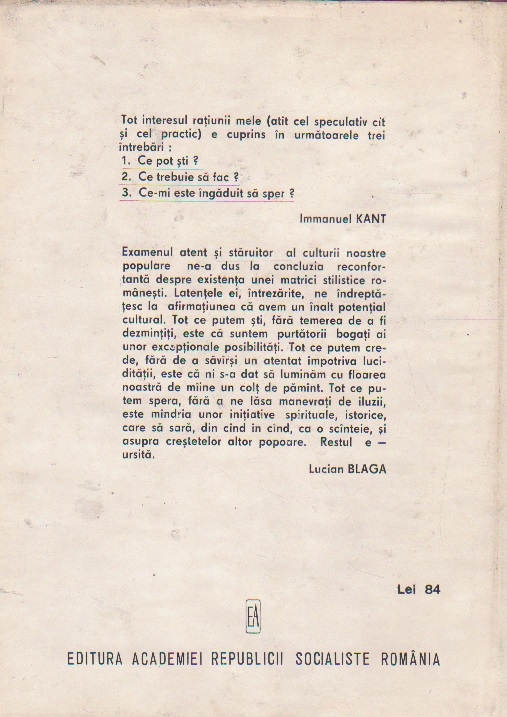 Tot interesul rațiunii mele (atît cel speculativ cît
și cel practic) e cuprins în următoarele trei
întrebări :
1. Ce pot ști ?
2. Ce trebuie să fac ?
3. Ce-mi este îngăduit să sper ?
Immanuel KANT
Examenul atent și stăruitor al culturii noastre
populare ne-a dus la concluzia reconfor-
tantă despre existența unei matrici stilistice ro-
mânești. Latențele ei, întrezărite, ne îndreptă-
țesc la afirmațiunea că avem un înalt potențial
cultural. Tot ce putem ști, fără temerea de a fi
dezmințiți, este că suntem purtătorii bogați ai
unor excepționale posibilități. Tot ce putem cre-
de, fără de a săvîrși un atentat împotriva luci-
dității, este că ni s-a dat să luminăm cu floarea
noastră de mîine un colț de pămînt. Tot ce pu-
tem spera, fără a ne lăsa manevrați de iluzii,
este mîndria unor inițiative spirituale, istorice,
care să sară, din cînd în cînd, ca o scînteie, și
asupra creștetelor altor popoare. Restul e —
ursită.
Lucian BLAGA
Lei 84
EA
EDITURA ACADEMIEI REPUBLICII SOCIALISTE ROMÂNIA